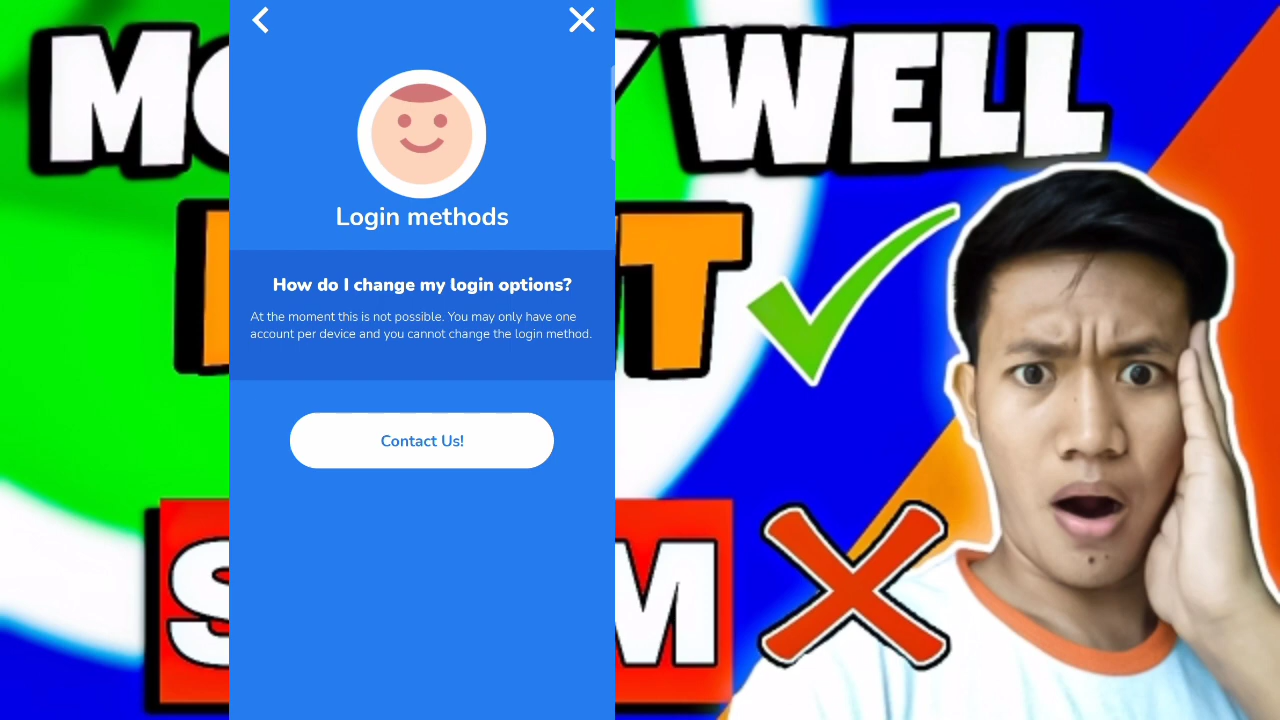 WELL
Login methods
How do I change my login options?
At the moment this is not possible. You may only have one
account per device and you cannot change the login method.
Contact Us!